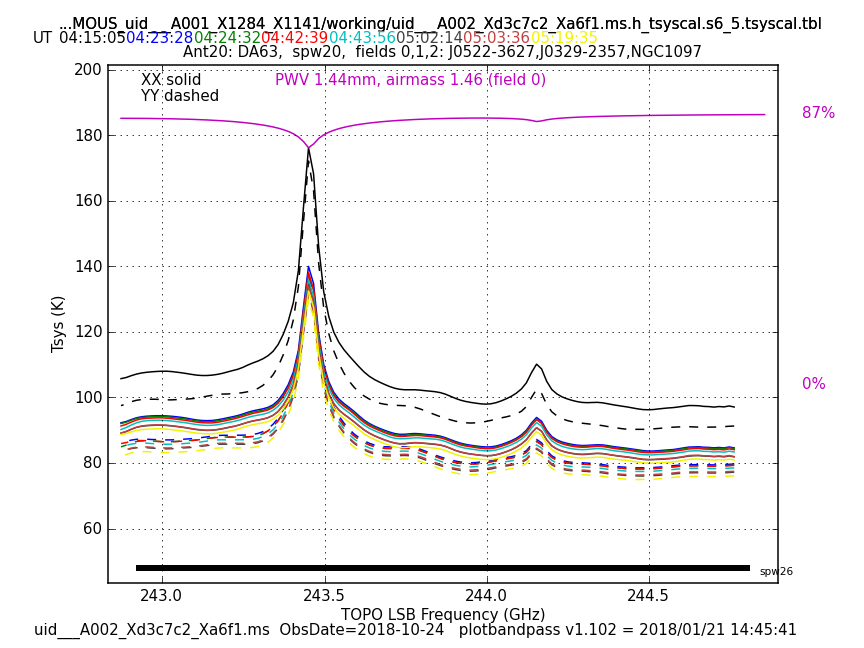 ...MOUS_uid___A001_X1284_X1141/working/uid___A002_Xd3c7c2_Xa6f1.ms.h_tsyscal.s6_5.tsyscal.tbl
UT 04:15:05 04:23:28 04:24:32 04:42:39 04:43:56 05:02:14 05:03:36 05:19:35
Ant20: DA63,  spw20,  fields 0,1,2: J0522-3627,J0329-2357,NGC1097
XX solid
YY dashed
PWV 1.44mm, airmass 1.46 (field 0)
87%
0%
200
180
160
140
120
100
80
60
Tsys (K)
spw26
243.0 243.5 244.0 244.5
TOPO LSB Frequency (GHz)
uid___A002_Xd3c7c2_Xa6f1.ms  ObsDate=2018-10-24   plotbandpass v1.102 = 2018/01/21 14:45:41